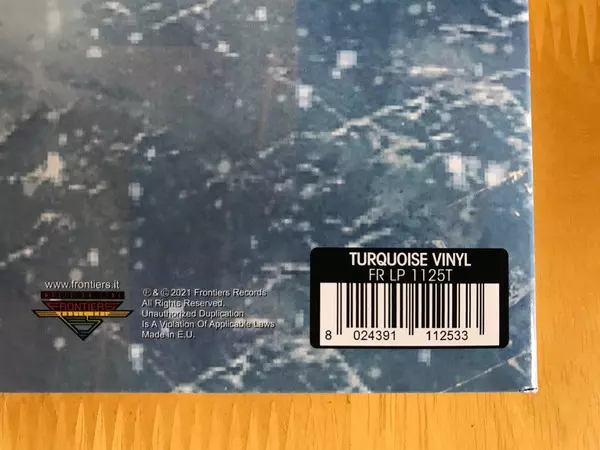 www.frontiers.it
FRONTIERS
℗ & © 2021 Frontiers Records
All Rights Reserved.
Unauthorized Duplication
Is A Violation Of Applicable Laws
Made in E.U.
TURQUOISE VINYL
FR LP 1125T
8 024391 112533